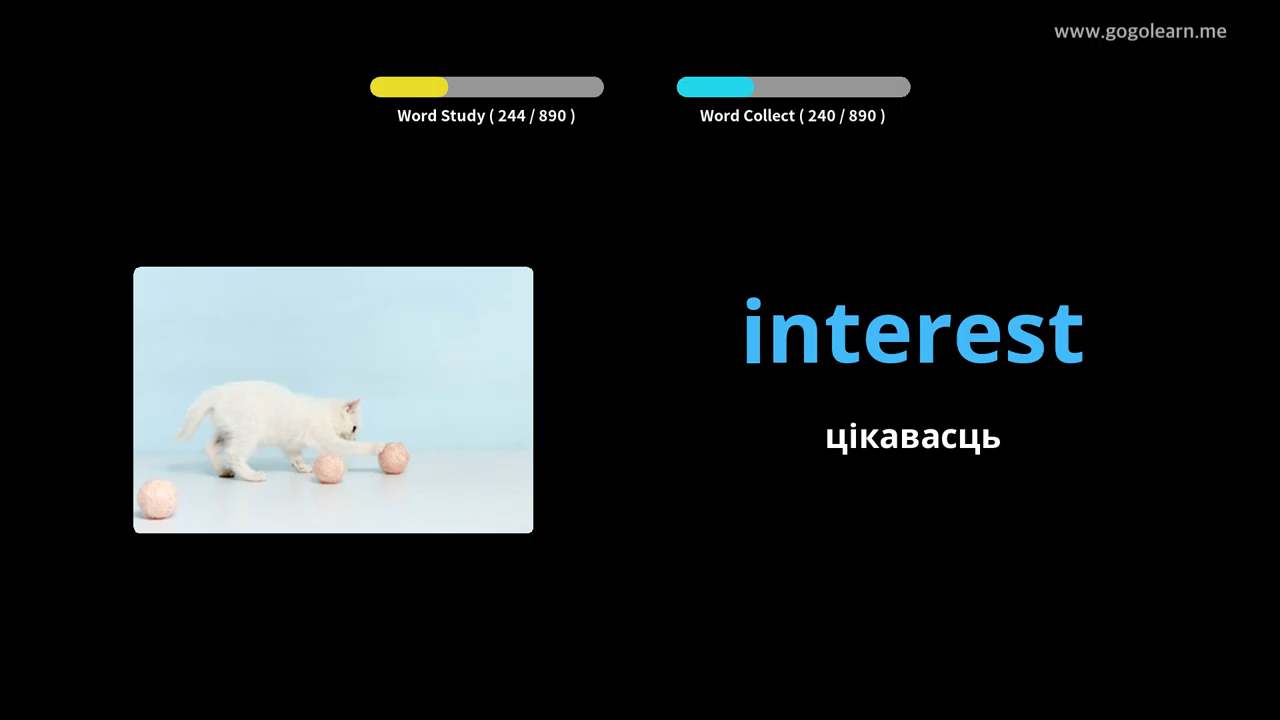 www.gogolearn.me
Word Study ( 244 / 890 )
Word Collect ( 240 / 890 )
interest
цікавасць